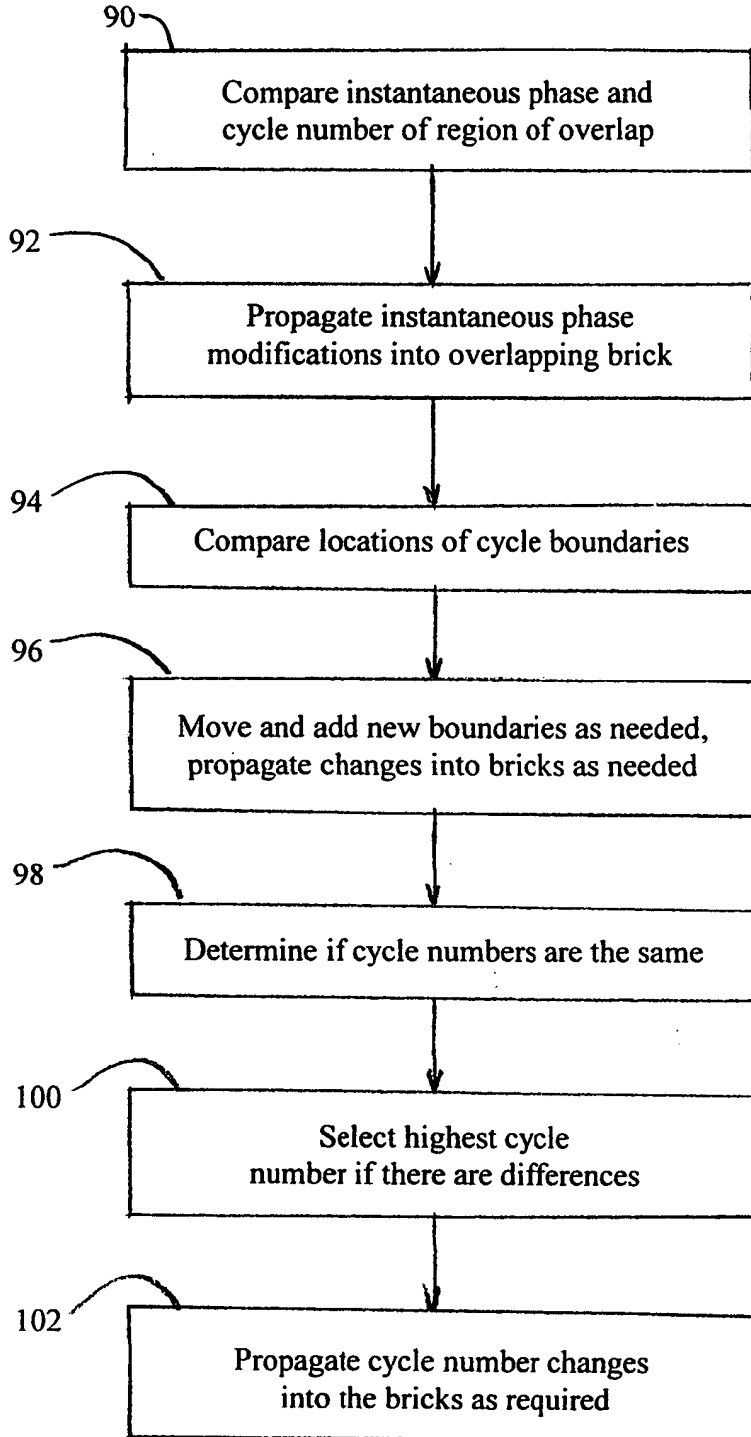 90
Compare instantaneous phase and
cycle number of region of overlap
92
Propagate instantaneous phase
modifications into overlapping brick
94
Compare locations of cycle boundaries
96
Move and add new boundaries as needed,
propagate changes into bricks as needed
98
Determine if cycle numbers are the same
100
Select highest cycle
number if there are differences
102
Propagate cycle number changes
into the bricks as required